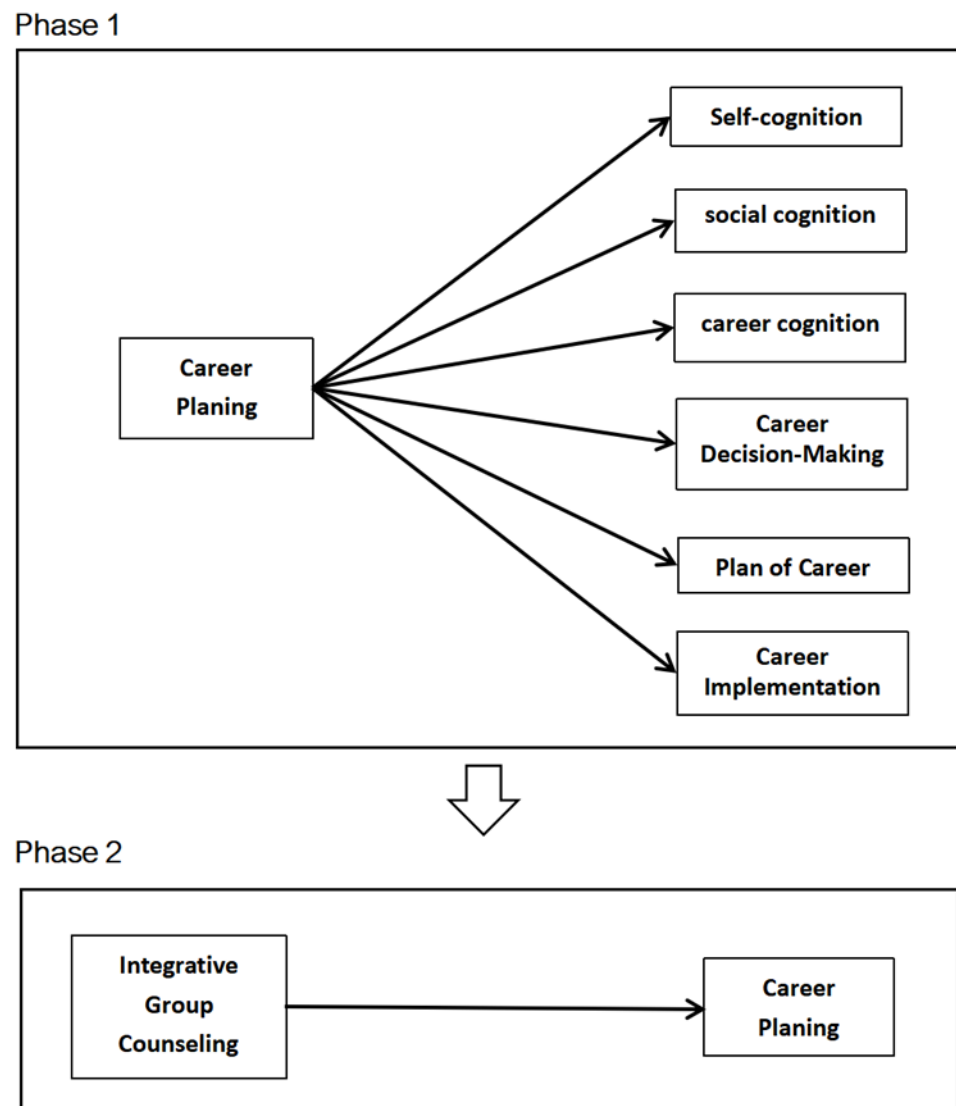 Phase 1
Self-cognition
social cognition
career cognition
Career
Planing
Career
Decision-Making
Plan of Career
Career
Implementation
Phase 2
Integrative
Group
Counseling
Career
Planing